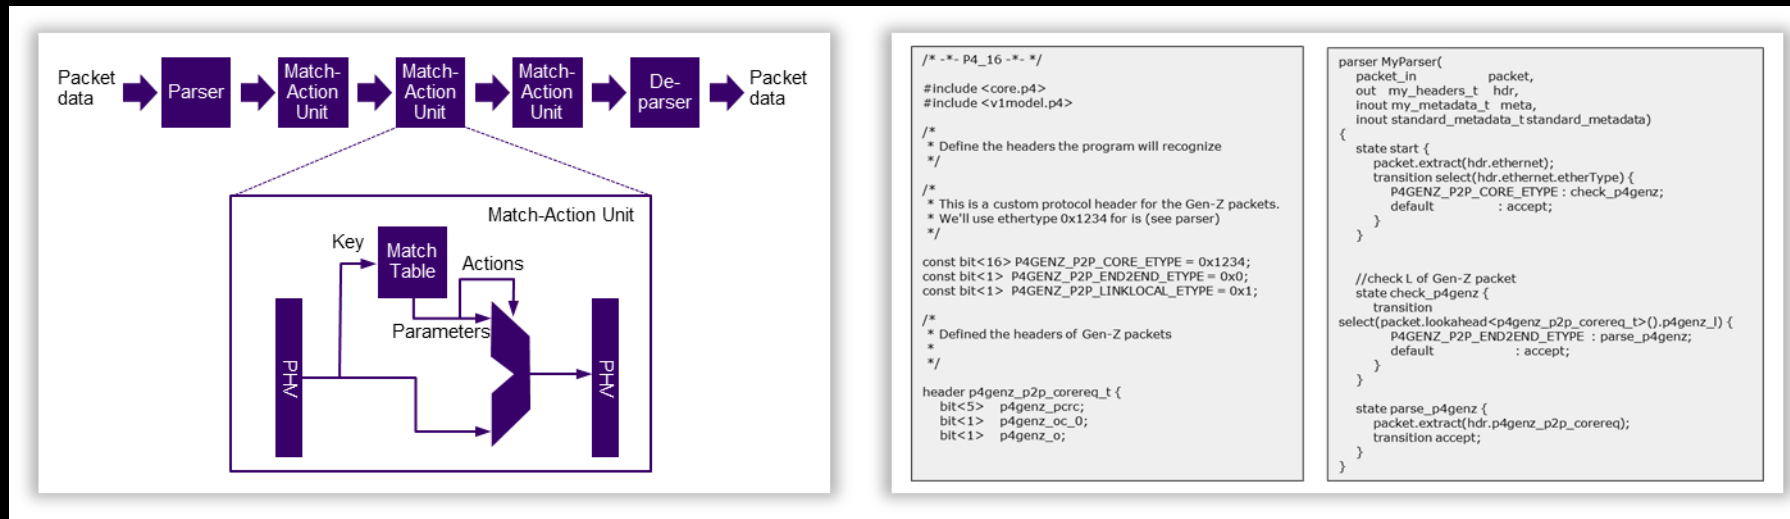 Packet
data
Parser
Match-
Action
Unit
Match-
Action
Unit
Match-
Action
Unit
De-
parser
Packet
data
Match-Action Unit
Key
Match
Table
Actions
Parameters
PHV
PHV
/* -*- P4_16 -*- */
#include <core.p4>
#include <v1model.p4>
/*
* Define the headers the program will recognize
*/
/*
* This is a custom protocol header for the Gen-Z packets.
* We'll use ethertype 0x1234 for is (see parser)
*/
const bit<16> P4GENZ_P2P_CORE_ETYPE = 0x1234;
const bit<1> P4GENZ_P2P_END2END_ETYPE = 0x0;
const bit<1> P4GENZ_P2P_LINKLOCAL_ETYPE = 0x1;
/*
* Defined the headers of Gen-Z packets
*
*/
header p4genz_p2p_corereq_t {
bit<5> p4genz_pcrc;
bit<1> p4genz_oc_0;
bit<1> p4genz_o;
parser MyParser(
packet_in packet,
out my_headers_t hdr,
inout my_metadata_t meta,
inout standard_metadata_t standard_metadata)
{
state start {
packet.extract(hdr.ethernet);
transition select(hdr.ethernet.etherType) {
P4GENZ_P2P_CORE_ETYPE : check_p4genz;
default : accept;
}
}
//check L of Gen-Z packet
state check_p4genz {
transition
select(packet.lookahead<p4genz_p2p_corereq_t>().p4genz_l) {
P4GENZ_P2P_END2END_ETYPE : parse_p4genz;
default : accept;
}
}
state parse_p4genz {
packet.extract(hdr.p4genz_p2p_corereq);
transition accept;
}
}